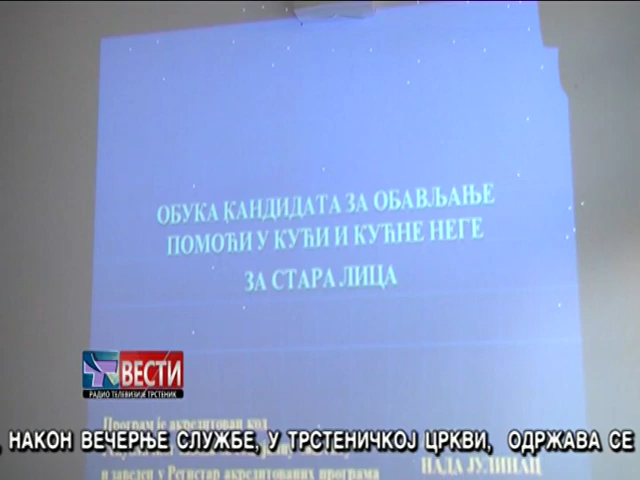 ОБУКА КАНДИДАТА ЗА ОБАВЉАЊЕ
ПОМОЋИ У КУЋИ И КУЋНЕ НЕГЕ
ЗА СТАРА ЛИЦА
ВЕСТИ
РАДИО ТЕЛЕВИЗИЈЕ ТРСТЕНИК
Програм је акредитован код
, НАКОН ВЕЧЕРЊЕ СЛУЖБЕ, У ТРСТЕНИЧКОЈ ЦРКВИ, ОДРЖАВА СЕ
и заведен у Регистар акредитованих програма
НАДА ЈУЛИНАЦ